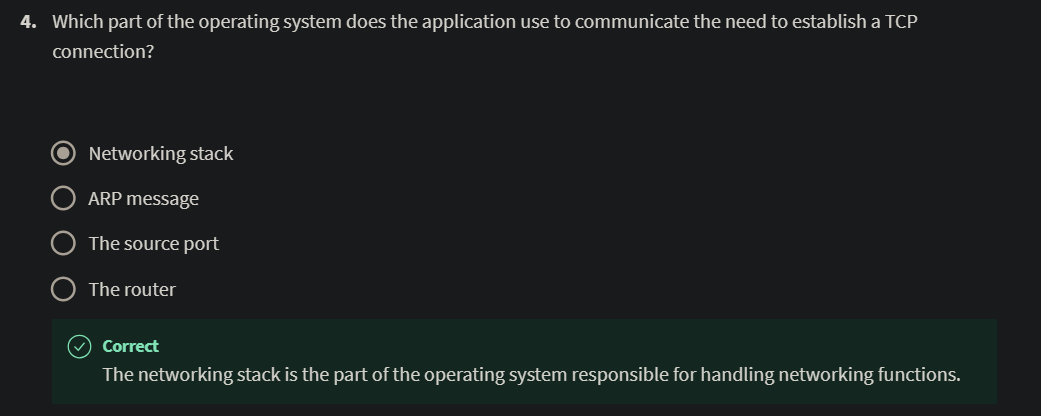 4. Which part of the operating system does the application use to communicate the need to establish a TCP
connection?
Networking stack
ARP message
The source port
The router
Correct
The networking stack is the part of the operating system responsible for handling networking functions.